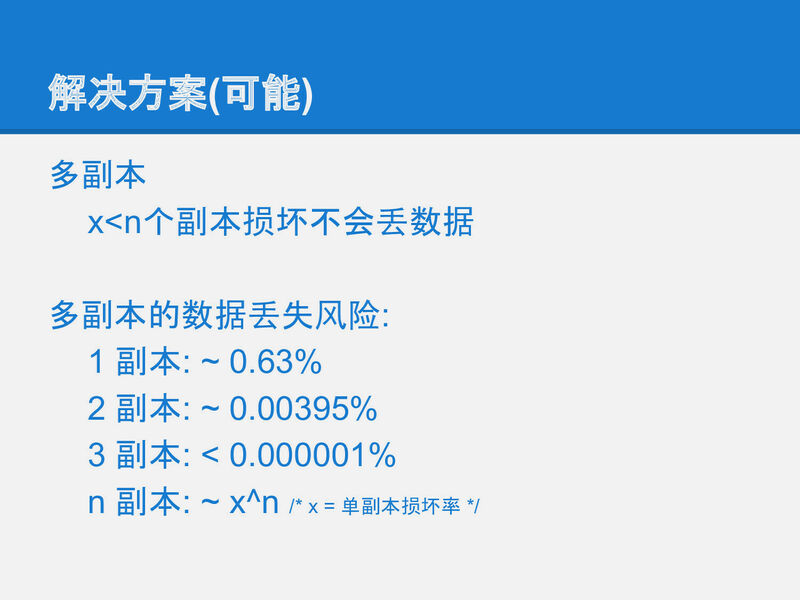 解决方案(可能)
多副本
x<n个副本损坏不会丢数据
多副本的数据丢失风险:
1 副本: ~ 0.63%
2 副本: ~ 0.00395%
3 副本: < 0.000001%
n 副本: ~ x^n /* x = 单副本损坏率 */